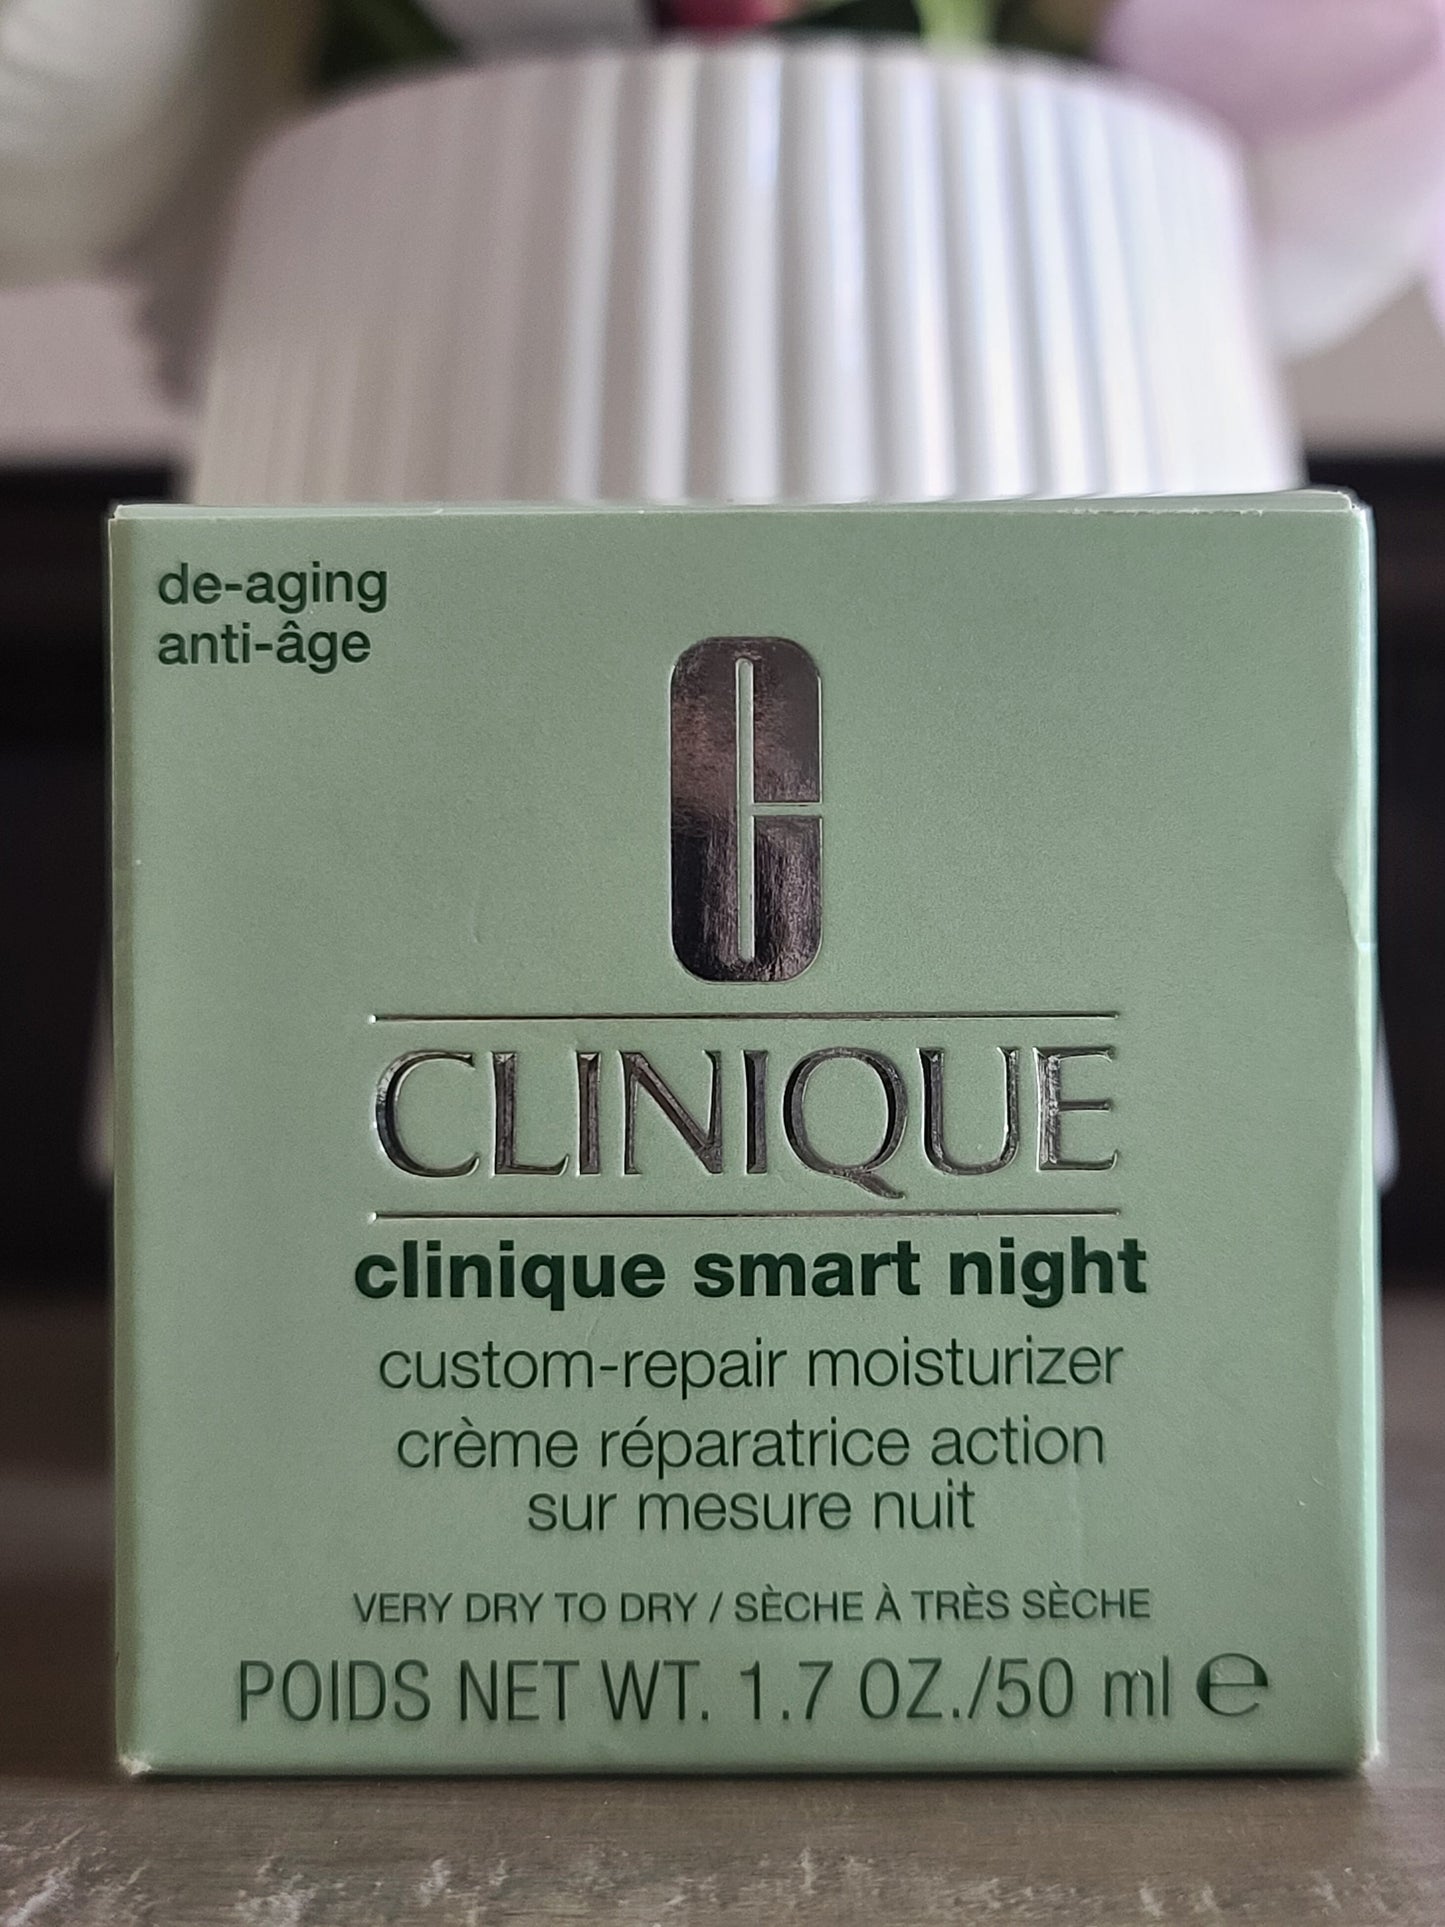 de-aging
anti-âge
C
CLINIQUE
clinique smart night
custom-repair moisturizer
crème réparatrice action
sur mesure nuit
VERY DRY TO DRY / SÈCHE À TRÈS SÈCHE
POIDS NET WT. 1.7 OZ./50 ml ℮